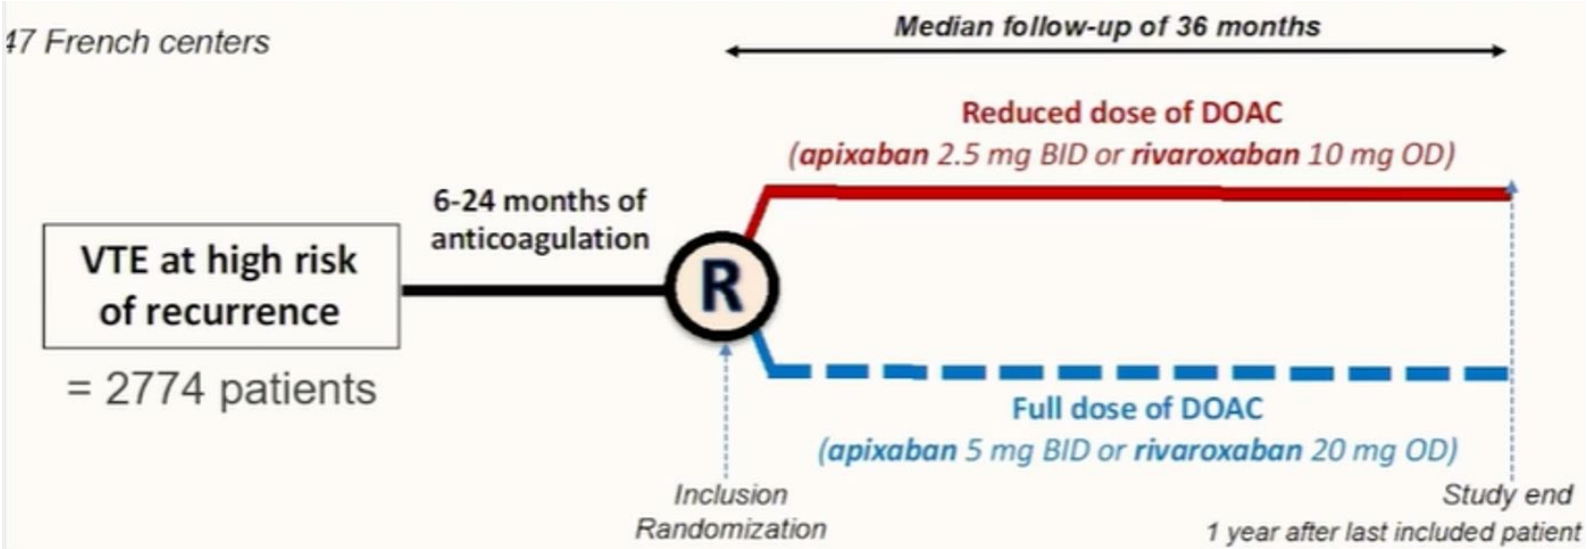 47 French centers
Median follow-up of 36 months
Reduced dose of DOAC
(apixaban 2.5 mg BID or rivaroxaban 10 mg OD)
6-24 months of
anticoagulation
VTE at high risk
of recurrence
R
= 2774 patients
Full dose of DOAC
(apixaban 5 mg BID or rivaroxaban 20 mg OD)
Inclusion
Randomization
Study end
1 year after last included patient